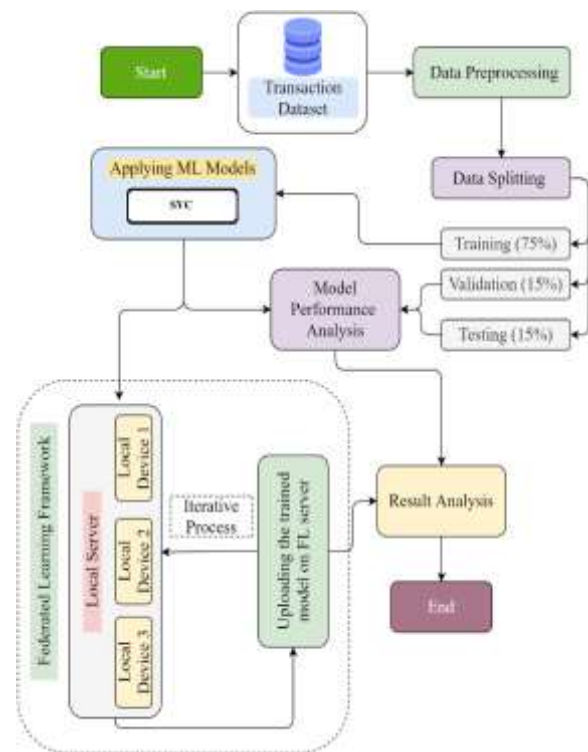 Start
Transaction
Dataset
Data Preprocessing
Applying ML Models
SVC
Data Splitting
Training (75%)
Validation (15%)
Testing (15%)
Model
Performance
Analysis
Federated Learning Framework
Local Server
Local
Device 1
Local
Device 2
Local
Device 3
Iterative
Process
Uploading the trained
model on FL server
Result Analysis
End